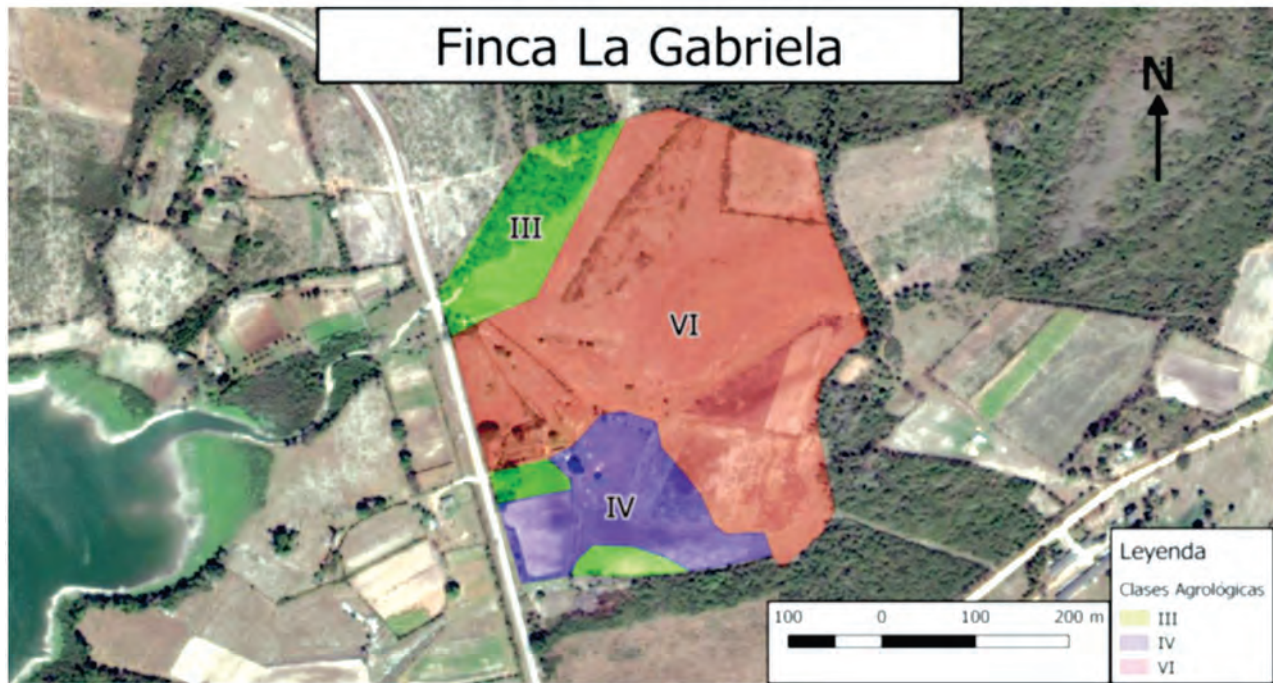 Finca La Gabriela
N
III
VI
IV
Leyenda
Clases Agrológicas
III
IV
VI
100 0 100 200 m